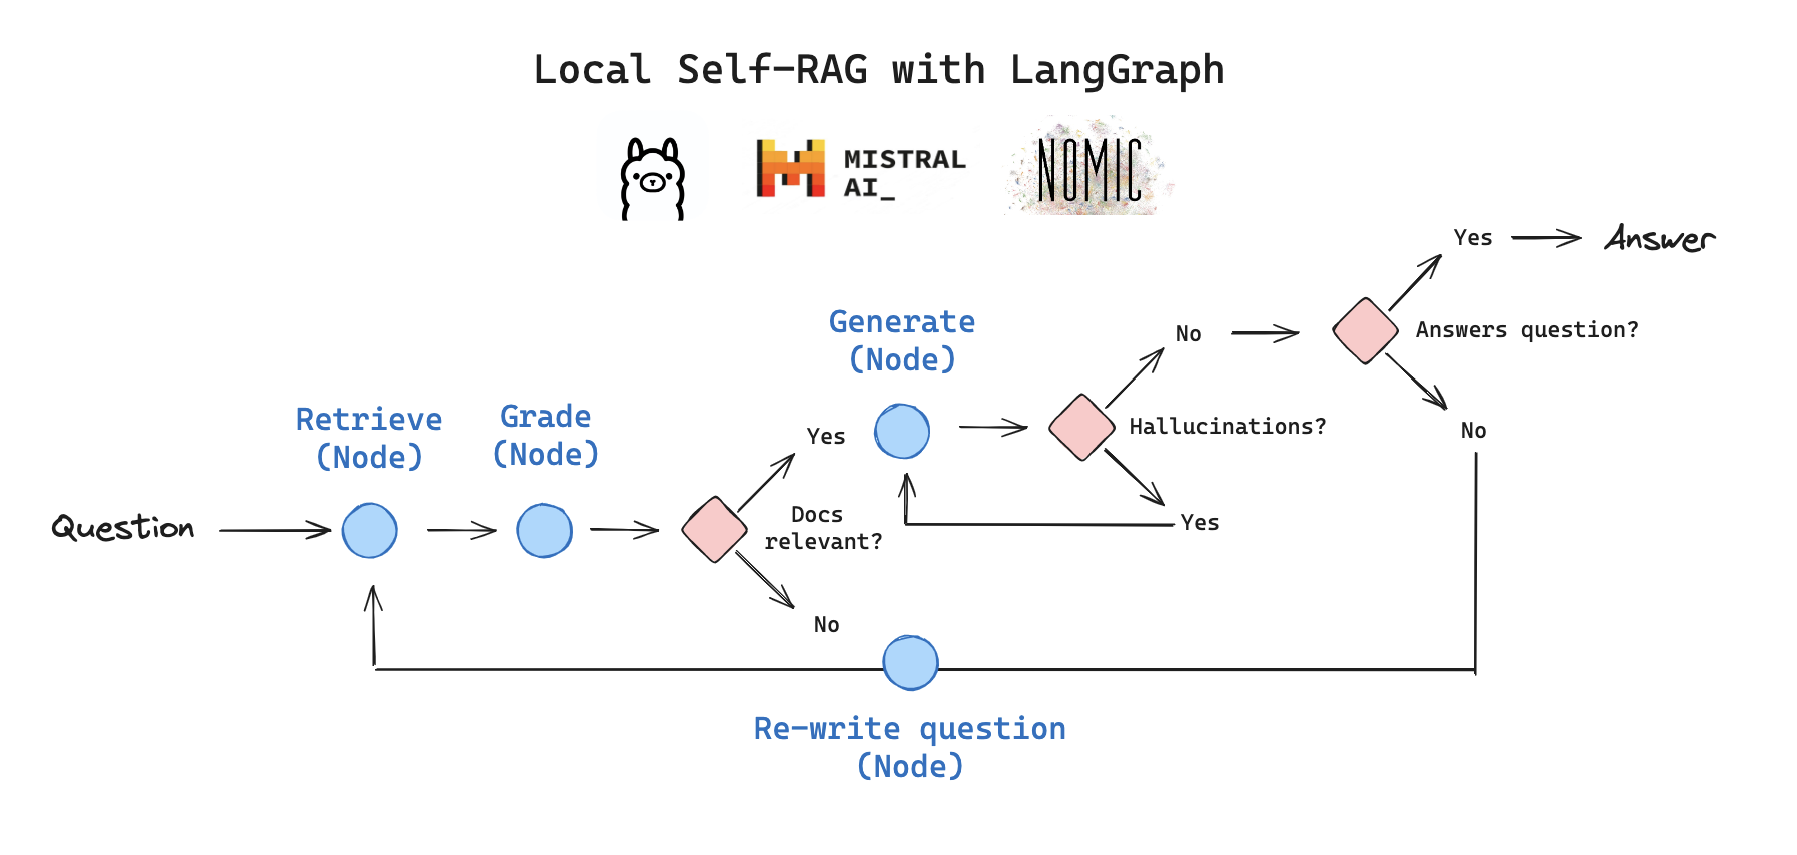 Local Self-RAG with LangGraph
MISTRAL
AI_
NOMIC
Yes
Answer
Generate
(Node)
No
Answers question?
Retrieve
(Node)
Grade
(Node)
Yes
Hallucinations?
No
Question
Docs
relevant?
Yes
No
Re-write question
(Node)